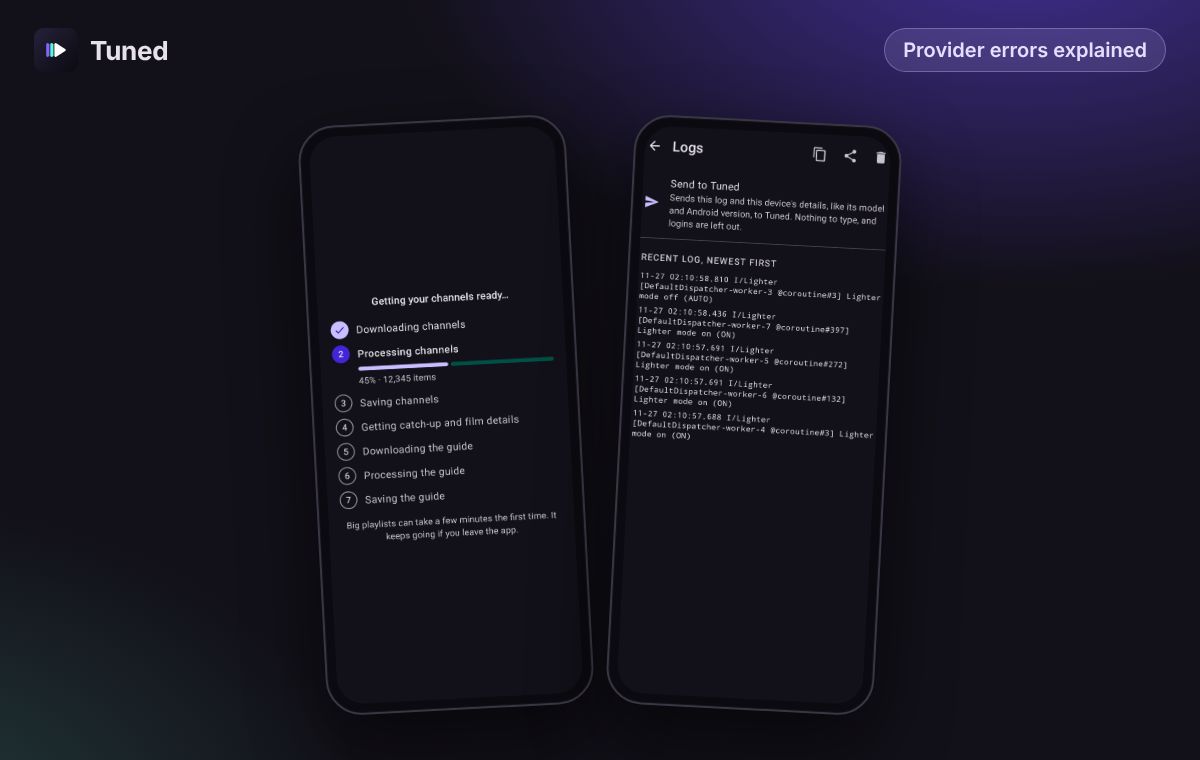 Tuned
Provider errors explained
Getting your channels ready…
Downloading channels
2 Processing channels
45% · 12,345 items
3 Saving channels
4 Getting catch-up and film details
5 Downloading the guide
6 Processing the guide
7 Saving the guide
Big playlists can take a few minutes the first time. It
keeps going if you leave the app.
Logs
Send to Tuned
Sends this log and this device's details, like its model
and Android version, to Tuned. Nothing to type, and
logins are left out.
RECENT LOG, NEWEST FIRST
11-27 02:10:58.810 I/Lighter
[DefaultDispatcher-worker-3 @coroutine#3] Lighter
mode off (AUTO)
11-27 02:10:58.436 I/Lighter
[DefaultDispatcher-worker-7 @coroutine#397]
Lighter mode on (ON)
11-27 02:10:57.691 I/Lighter
[DefaultDispatcher-worker-5 @coroutine#272]
Lighter mode on (ON)
11-27 02:10:57.691 I/Lighter
[DefaultDispatcher-worker-6 @coroutine#132]
Lighter mode on (ON)
11-27 02:10:57.688 I/Lighter
[DefaultDispatcher-worker-4 @coroutine#3] Lighter
mode on (ON)